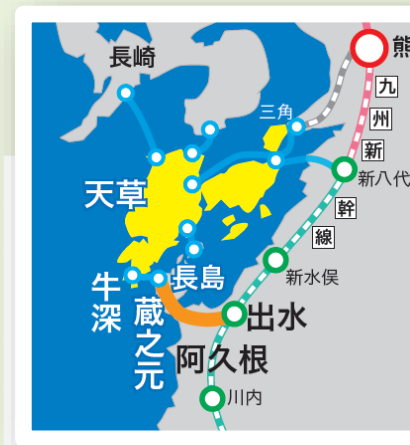 長崎
熊
三角
九
州
新
幹
線
新八代
天草
長島
牛深
蔵之元
新水俣
出水
阿久根
川内